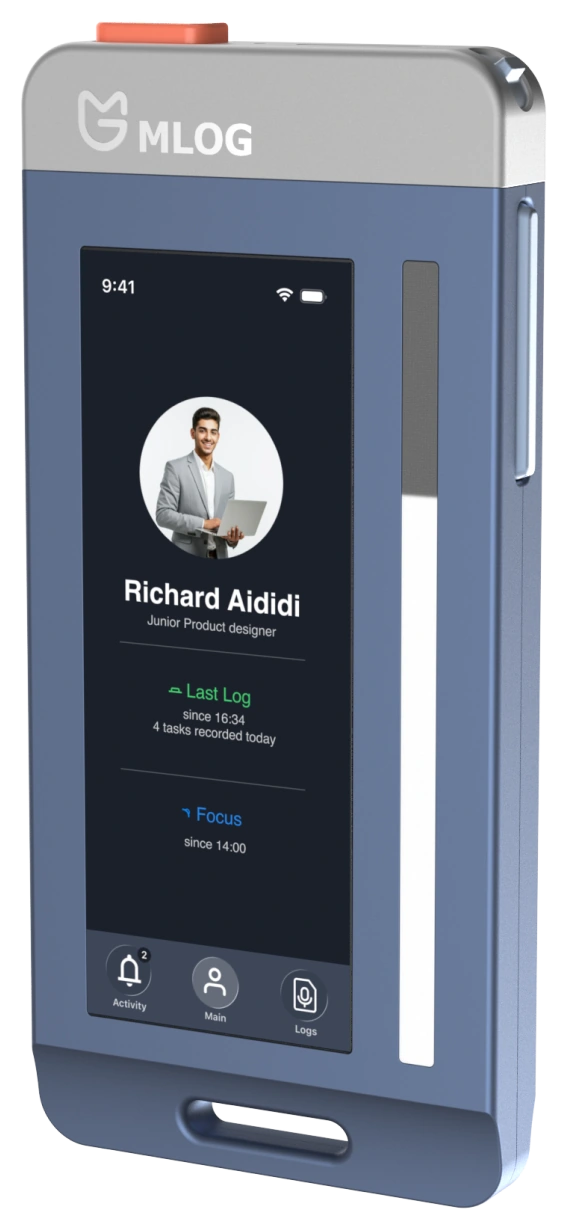 MLOG
9:41
Richard Aididi
Junior Product designer
Last Log
since 16:34
4 tasks recorded today
Focus
since 14:00
2
Activity
Main
Logs